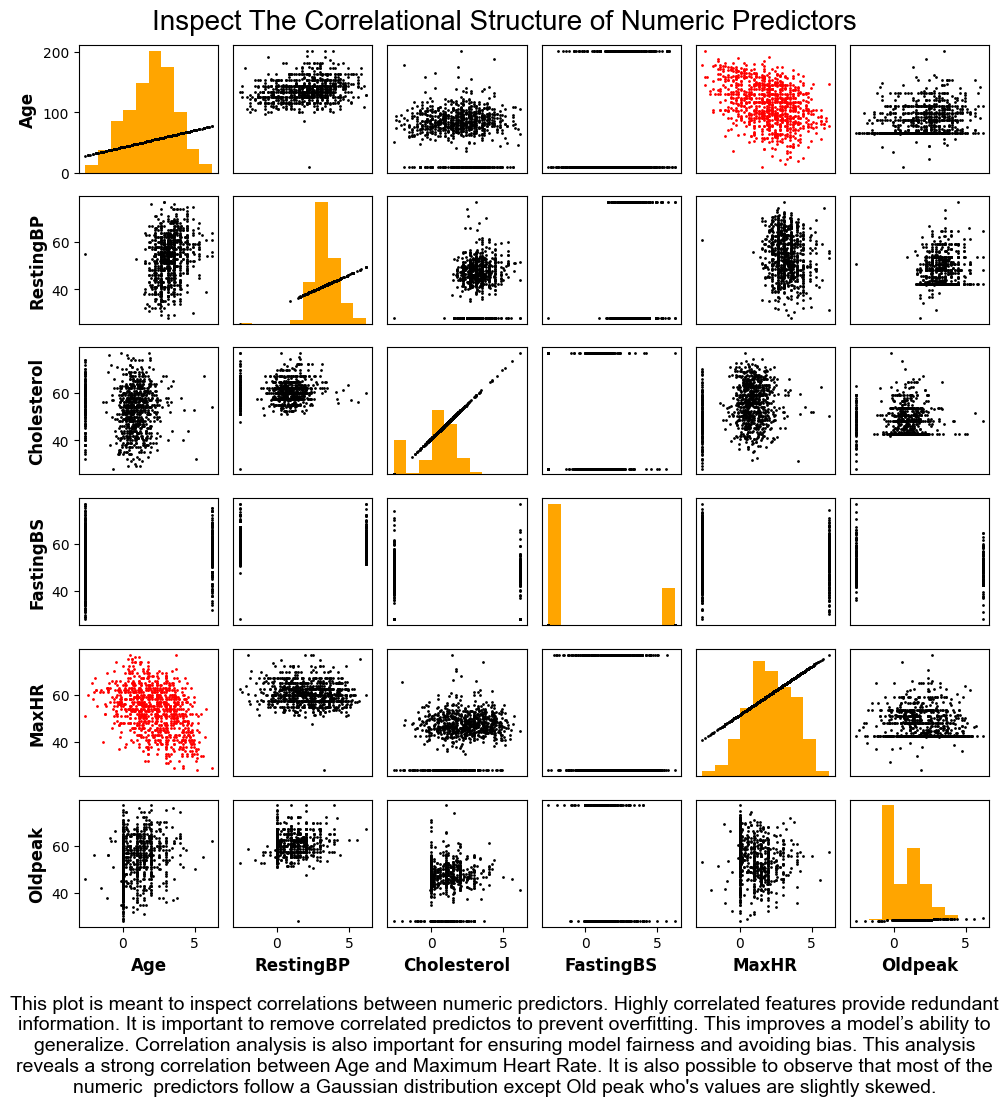 Inspect The Correlational Structure of Numeric Predictors
200
100
0
Age
60
40
RestingBP
60
40
Cholesterol
60
40
FastingBS
60
40
MaxHR
60
40
Oldpeak
0 5 0 5 0 5 0 5 0 5 0 5
Age RestingBP Cholesterol FastingBS MaxHR Oldpeak
This plot is meant to inspect correlations between numeric predictors. Highly correlated features provide redundant
information. It is important to remove correlated predictos to prevent overfitting. This improves a model’s ability to
generalize. Correlation analysis is also important for ensuring model fairness and avoiding bias. This analysis
reveals a strong correlation between Age and Maximum Heart Rate. It is also possible to observe that most of the
numeric  predictors follow a Gaussian distribution except Old peak who's values are slightly skewed.